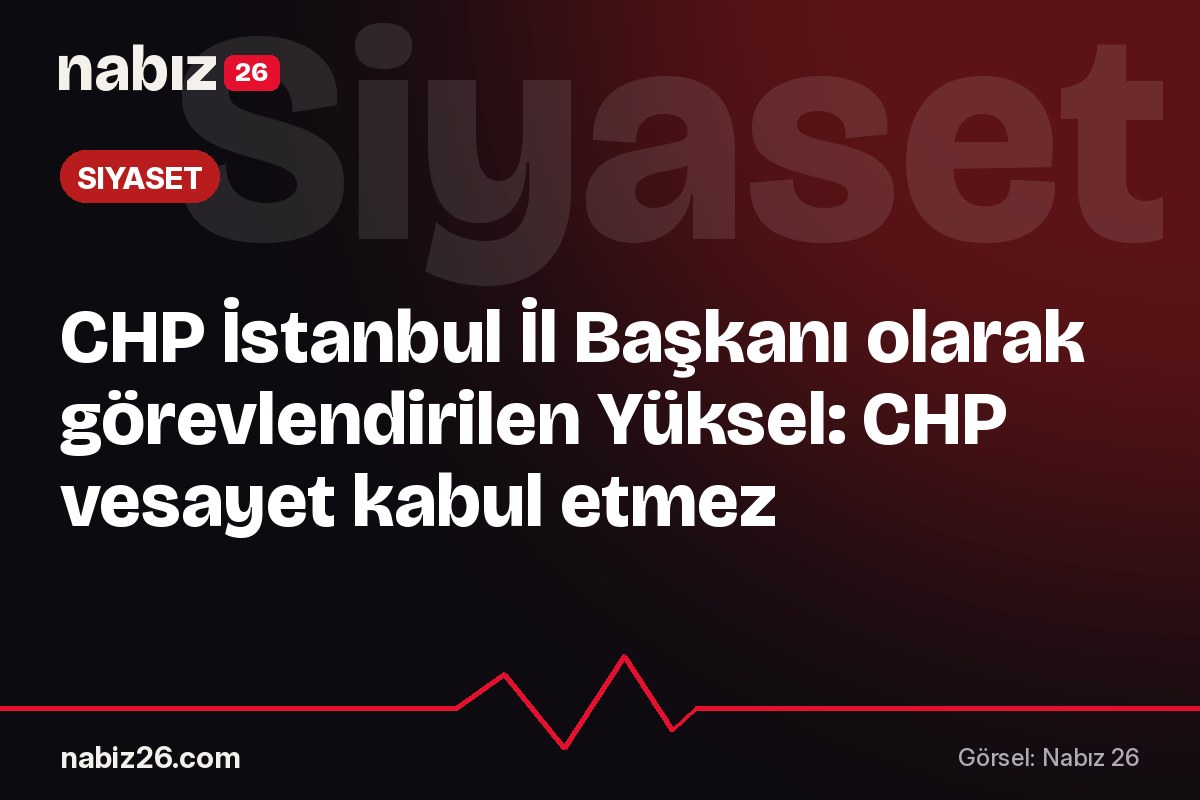 Siyaset
nabız 26
SIYASET
CHP İstanbul İl Başkanı olarak
görevlendirilen Yüksel: CHP
vesayet kabul etmez
nabiz26.com
Görsel: Nabız 26